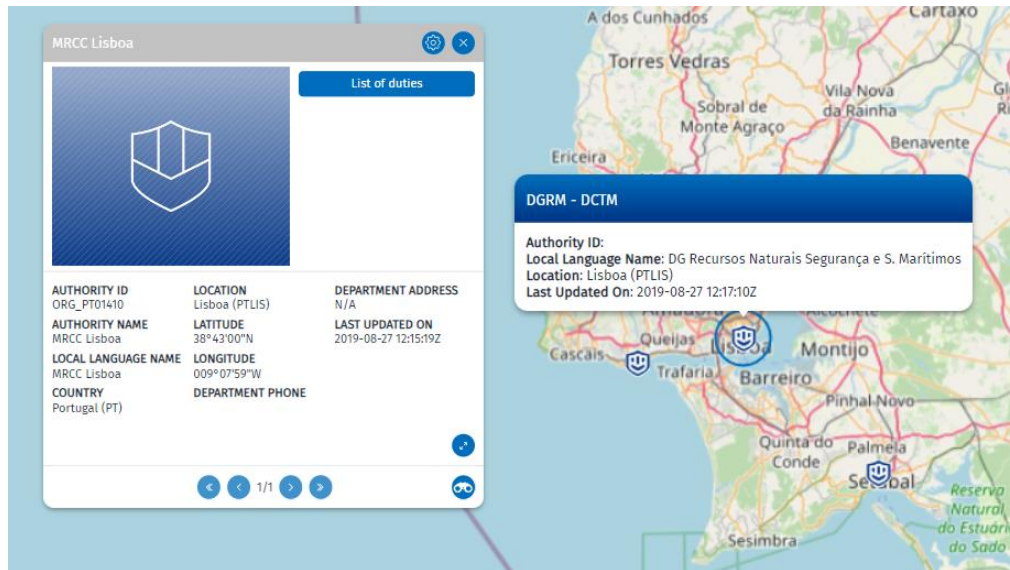 MRCC Lisboa
List of duties
AUTHORITY ID
ORG_PT01410
AUTHORITY NAME
MRCC Lisboa
LOCAL LANGUAGE NAME
MRCC Lisboa
COUNTRY
Portugal (PT)
LOCATION
Lisboa (PTLIS)
LATITUDE
38°43'00"N
LONGITUDE
009°07'59"W
DEPARTMENT PHONE
DEPARTMENT ADDRESS
N/A
LAST UPDATED ON
2019-08-27 12:15:19Z
1/1
A dos Cunhados
Cartaxo
Torres Vedras
Vila Nova
da Rainha
Sobral de
Monte Agraço
Benavente
Ericeira
DGRM - DCTM
Authority ID:
Local Language Name: DG Recursos Naturais Segurança e S. Marítimos
Location: Lisboa (PTLIS)
Last Updated On: 2019-08-27 12:17:10Z
Alcochete
Queijas
Lisboa
Montijo
Cascais
Trafaria
Barreiro
Pinhal Novo
Quinta do
Conde
Palmela
Setúbal
Sesimbra
Reserva
Natural
do Estuári
do Sado